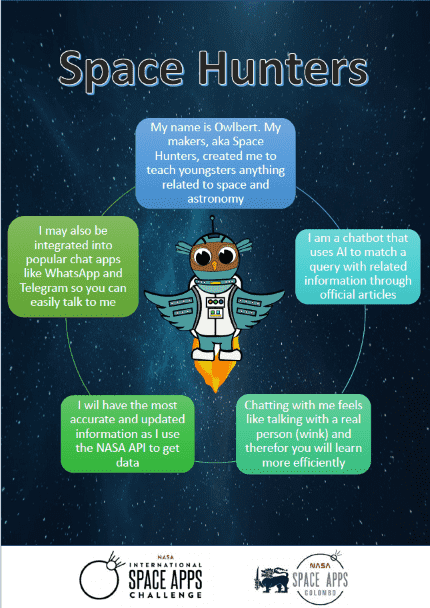 Space Hunters
My name is Owlbert. My
makers, aka Space
Hunters, created me to
teach youngsters anything
related to space and
astronomy
I am a chatbot that
uses AI to match a
query with related
information through
official articles
Chatting with me feels
like talking with a real
person (wink) and
therefor you will learn
more efficiently
I wil have the most
accurate and updated
information as I use
the NASA API to get
data
I may also be
integrated into
popular chat apps
like WhatsApp and
Telegram so you can
easily talk to me
NASA
INTERNATIONAL
SPACE APPS
CHALLENGE
NASA
SPACE APPS
COLOMBO